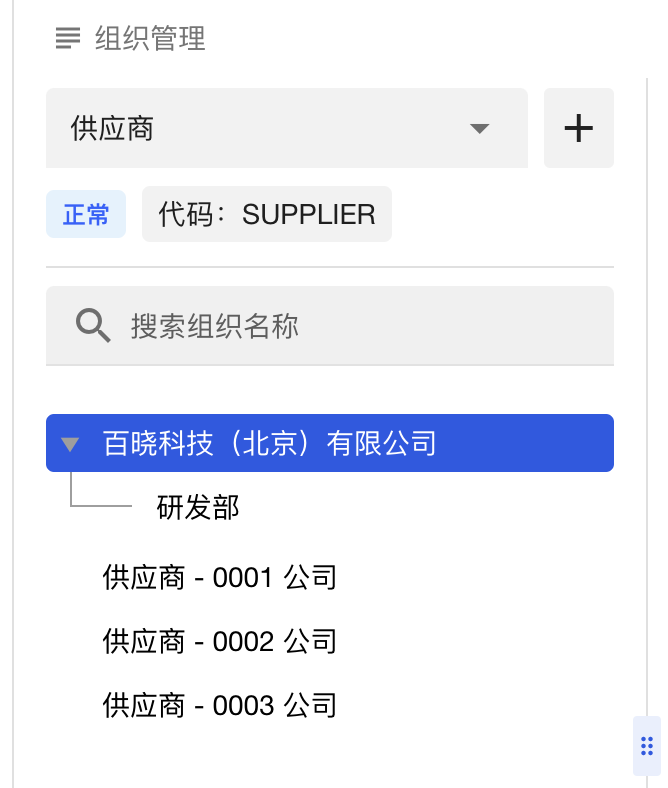 组织管理
供应商
正常 代码：SUPPLIER
搜索组织名称
百晓科技（北京）有限公司
研发部
供应商 - 0001 公司
供应商 - 0002 公司
供应商 - 0003 公司